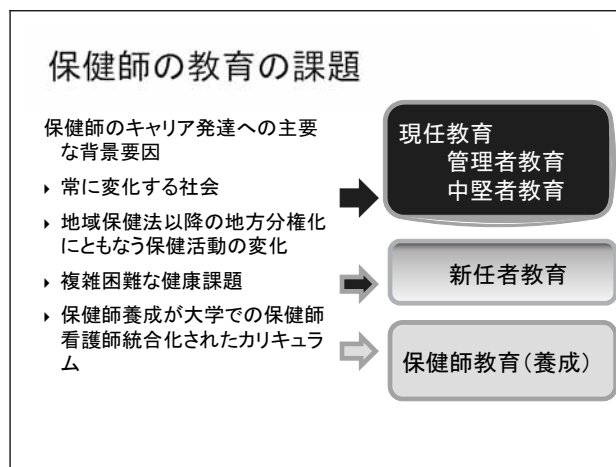 保健師の教育の課題
保健師のキャリア発達への主要
な背景要因
常に変化する社会
地域保健法以降の地方分権化
にともなう保健活動の変化
複雑困難な健康課題
保健師養成が大学での保健師
看護師統合化されたカリキュラ
ム
現任教育
管理者教育
中堅者教育
新任者教育
保健師教育(養成)